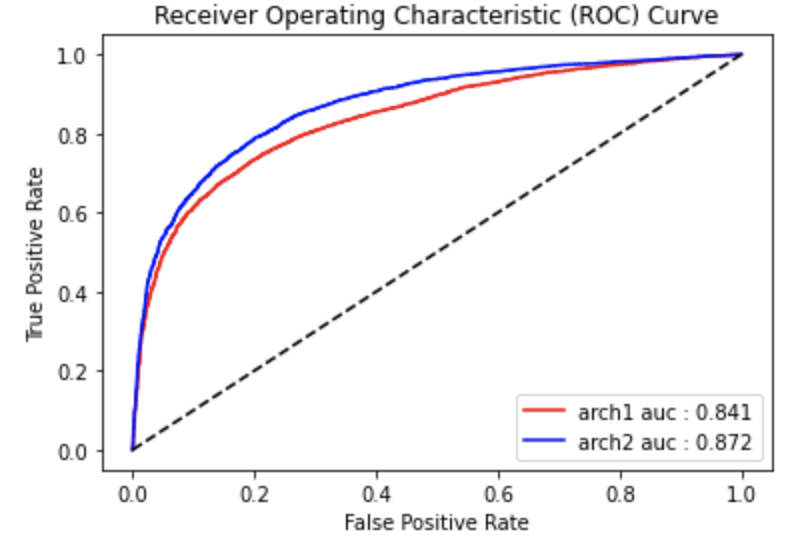 Receiver Operating Characteristic (ROC) Curve
1.0
0.8
0.6
0.4
0.2
0.0
True Positive Rate
arch1 auc : 0.841
arch2 auc : 0.872
0.0 0.2 0.4 0.6 0.8 1.0
False Positive Rate